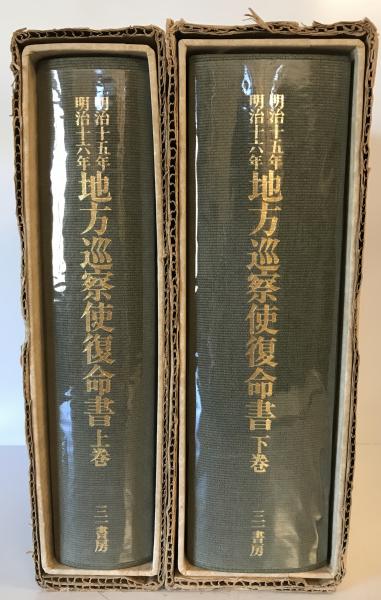 明治十五年
明治十六年
地方巡察使復命書 上巻
三一書房
明治十五年
明治十六年
地方巡察使復命書 下巻
三一書房